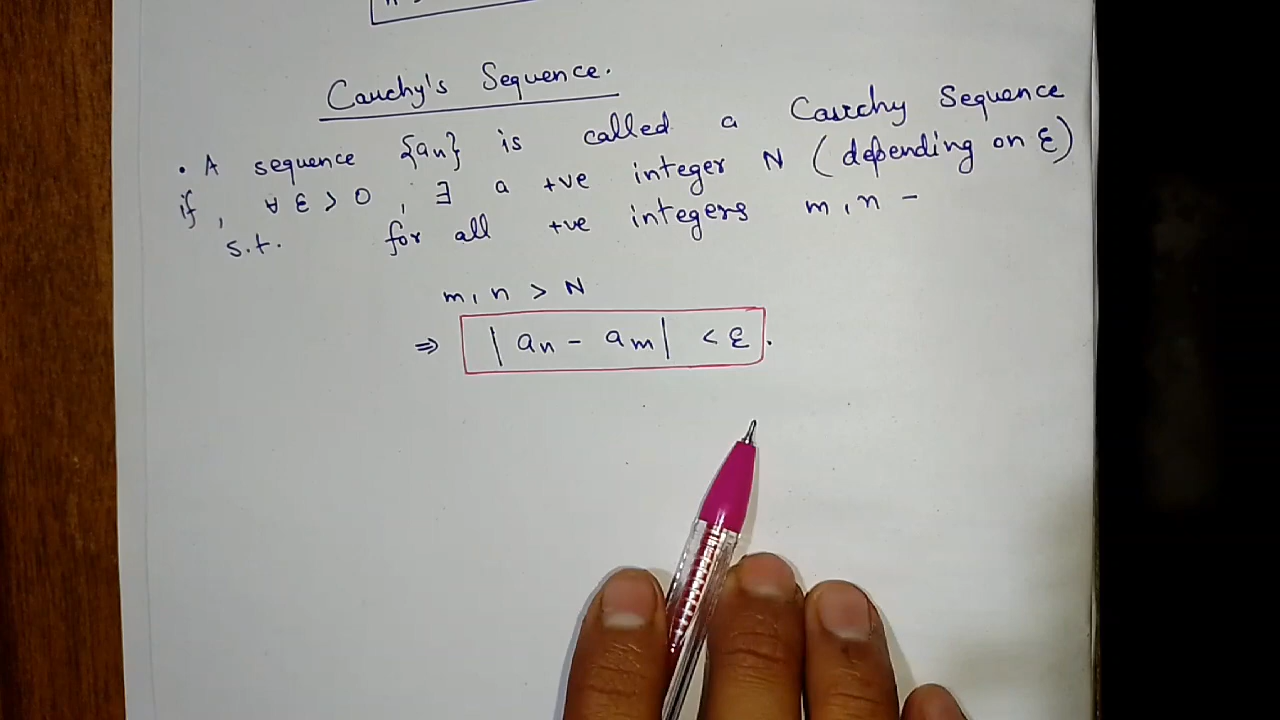 Cauchy's Sequence.
• A sequence {an} is called a Cauchy Sequence
if, ∀ ε > 0, ∃ a +ve integer N (depending on ε)
s.t. for all +ve integers m, n -
m, n > N
⇒ | an - am | < ε.